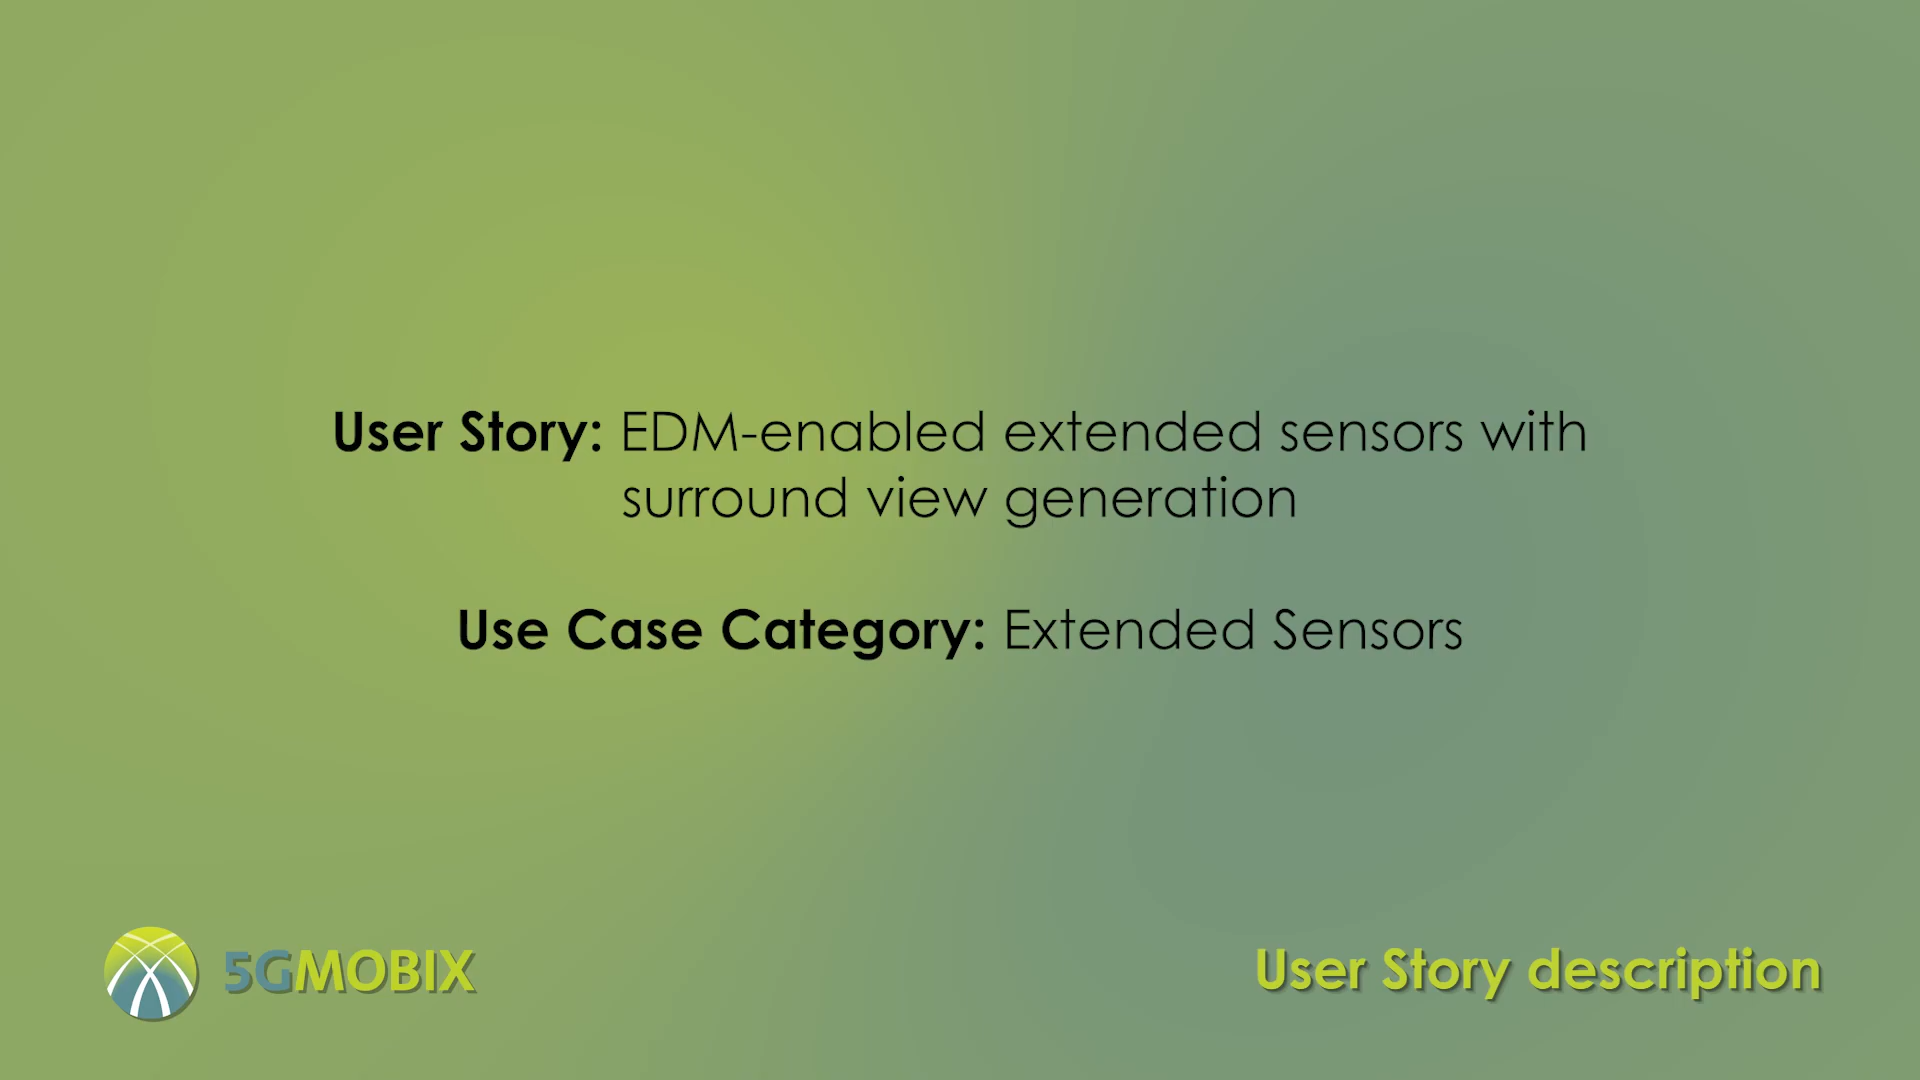 User Story: EDM-enabled extended sensors with
surround view generation
Use Case Category: Extended Sensors
5GMOBIX
User Story description